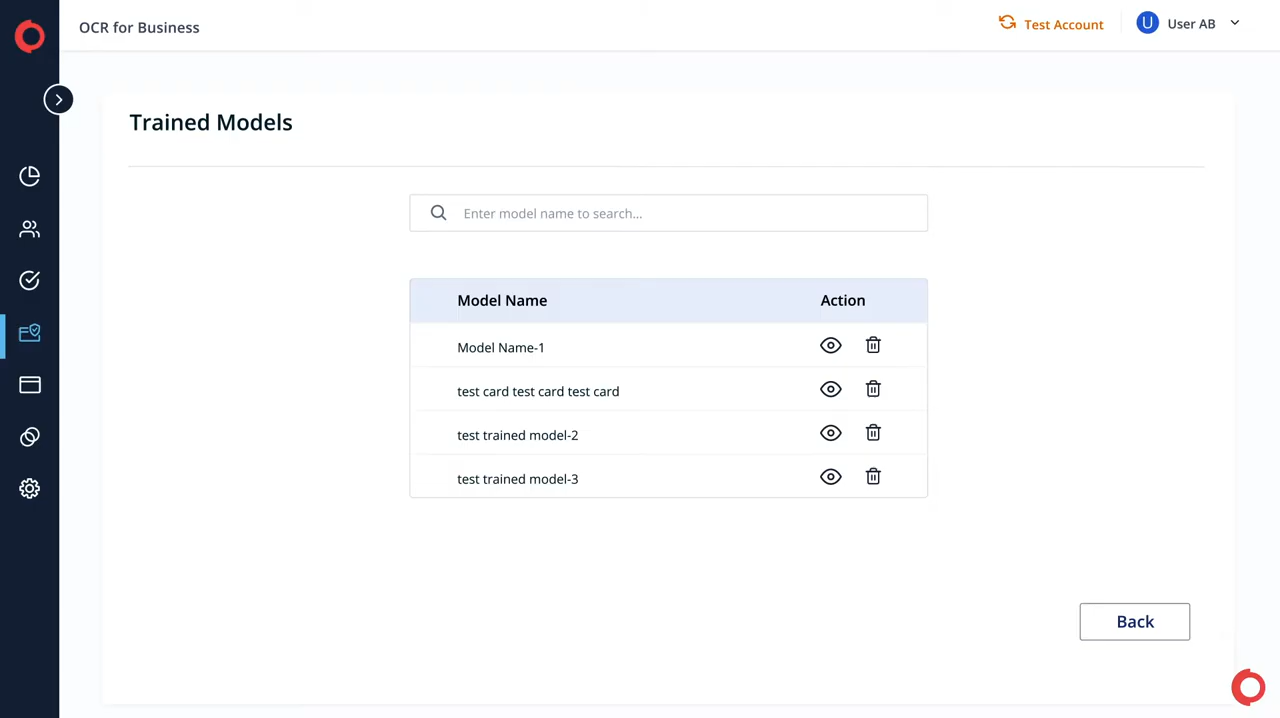 OCR for Business
Test Account
U
User AB
Trained Models
Enter model name to search...
Model Name
Action
Model Name-1
test card test card test card
test trained model-2
test trained model-3
Back